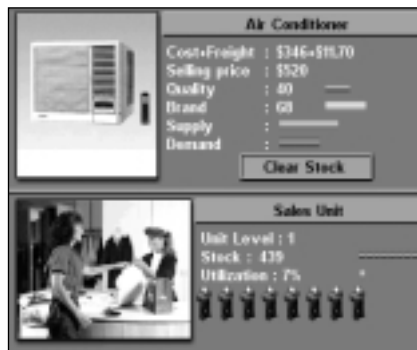 Air Conditioner
Cost+Freight : $346+$11.70
Selling price : $520
Quality : 40
Brand : 68
Supply :
Demand :
Clear Stock
Sales Unit
Unit Level : 1
Stock : 439
Utilization : 7%